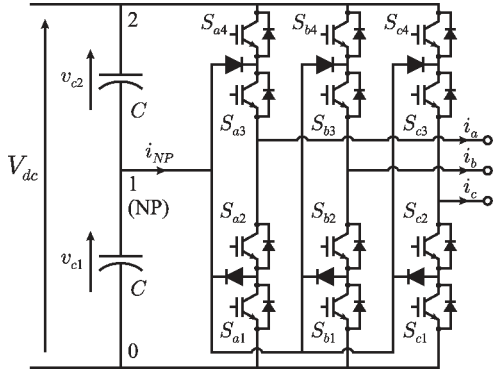 2
S_{a4} S_{b4} S_{c4}
v_{c2}
C
S_{a3} S_{b3} S_{c3}
i_{NP}
i_a
V_{dc}
i_b
1
(NP)
i_c
S_{a2} S_{b2} S_{c2}
v_{c1}
C
S_{a1} S_{b1} S_{c1}
0